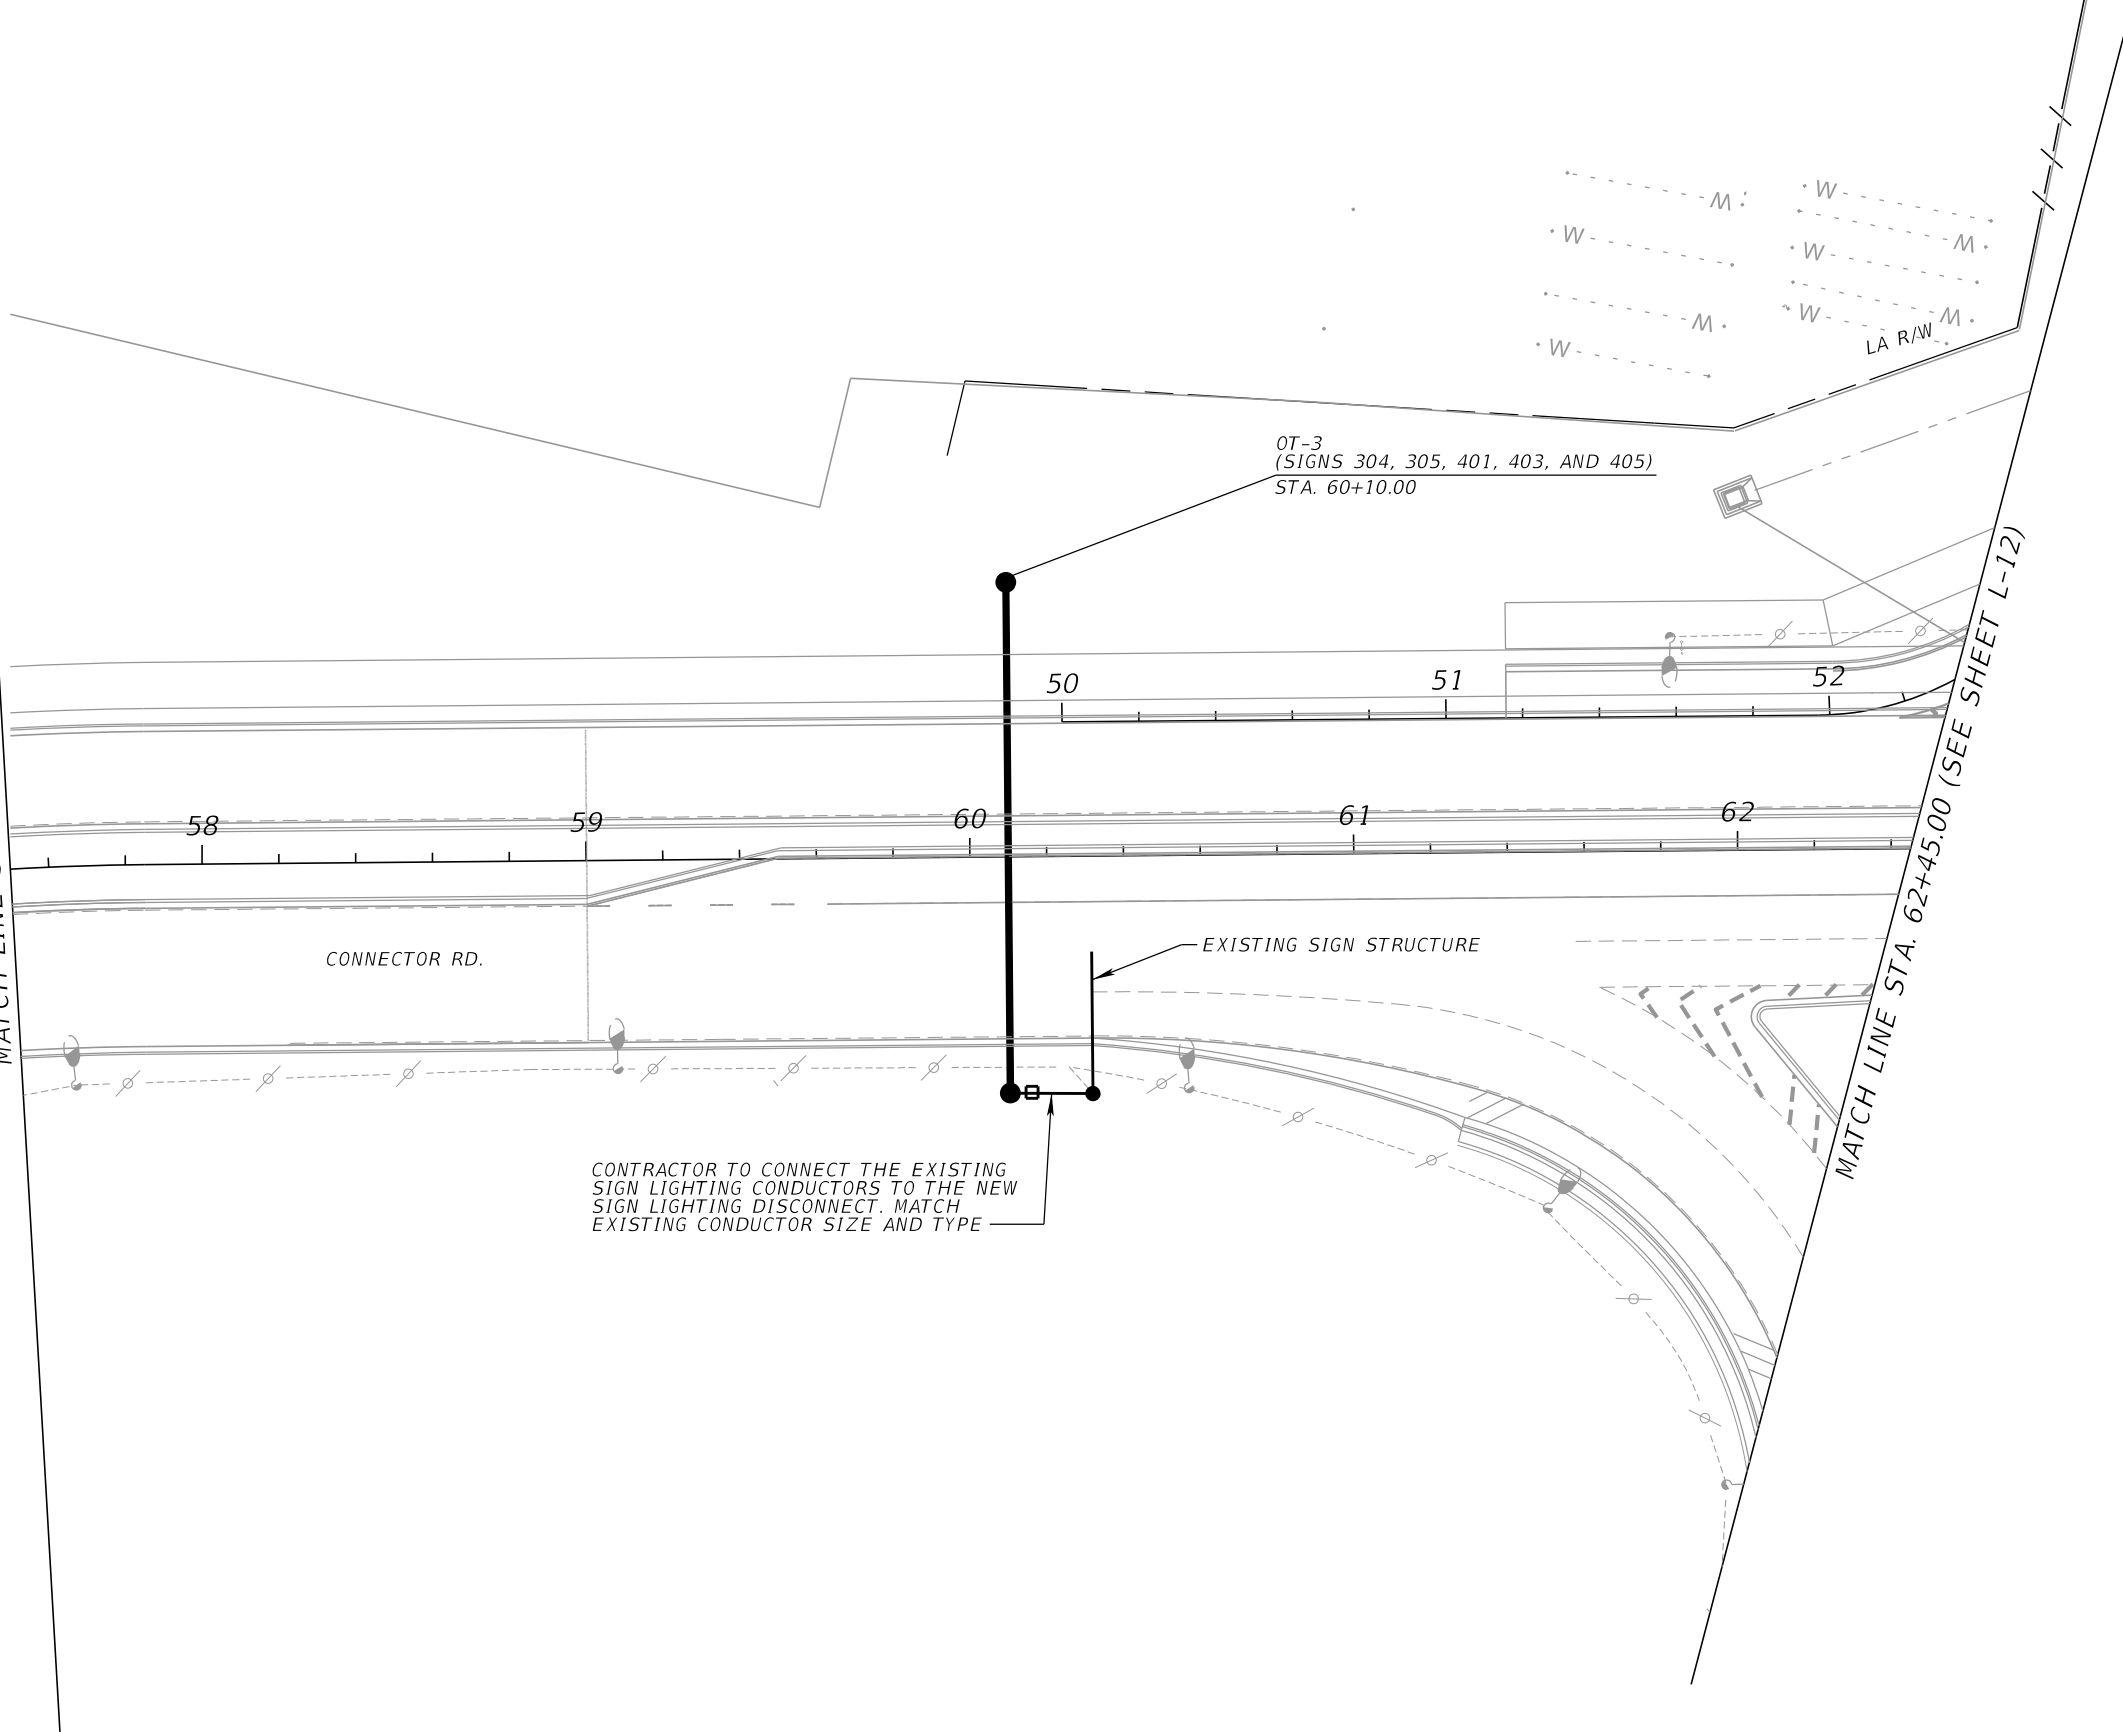 W
W
W
W
W
W
W
W
W
W
LA R/W
OT-3
(SIGNS 304, 305, 401, 403, AND 405)
STA. 60+10.00
50
51
52
58
59
60
61
62
CONNECTOR RD.
EXISTING SIGN STRUCTURE
CONTRACTOR TO CONNECT THE EXISTING
SIGN LIGHTING CONDUCTORS TO THE NEW
SIGN LIGHTING DISCONNECT. MATCH
EXISTING CONDUCTOR SIZE AND TYPE
MATCH LINE STA. 62+45.00 (SEE SHEET L-12)
MATCH LINE